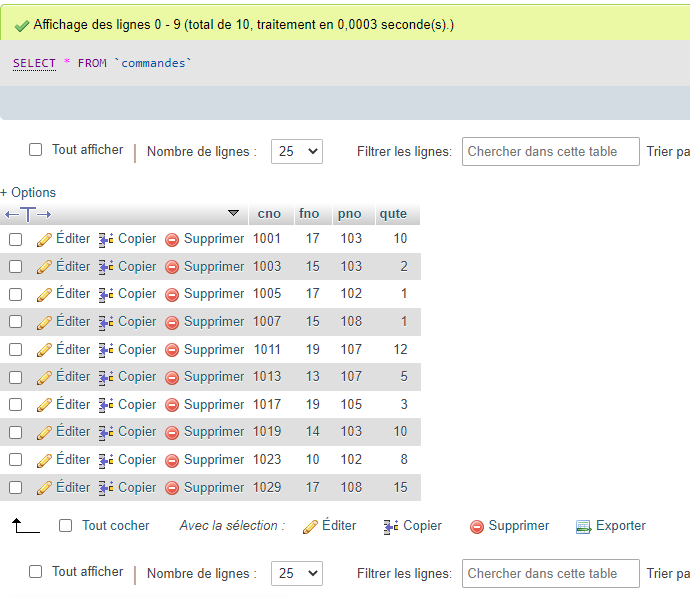 Affichage des lignes 0 - 9 (total de 10, traitement en 0,0003 seconde(s).)
SELECT * FROM `commandes`
Tout afficher | Nombre de lignes : 25 Filtrer les lignes: Chercher dans cette table Trier pa
+ Options
←T→ cno fno pno qute
Éditer Copier Supprimer 1001 17 103 10
Éditer Copier Supprimer 1003 15 103 2
Éditer Copier Supprimer 1005 17 102 1
Éditer Copier Supprimer 1007 15 108 1
Éditer Copier Supprimer 1011 19 107 12
Éditer Copier Supprimer 1013 13 107 5
Éditer Copier Supprimer 1017 19 105 3
Éditer Copier Supprimer 1019 14 103 10
Éditer Copier Supprimer 1023 10 102 8
Éditer Copier Supprimer 1029 17 108 15
Tout cocher Avec la sélection : Éditer Copier Supprimer Exporter
Tout afficher | Nombre de lignes : 25 Filtrer les lignes: Chercher dans cette table Trier pa